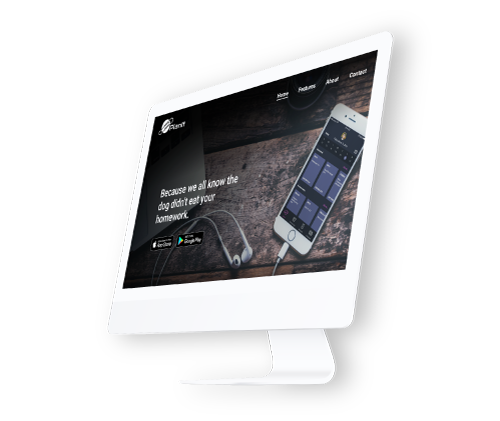 Home Features About Contact
Planit
Because we all know the
dog didn't eat your
homework.
App Store
Google Play